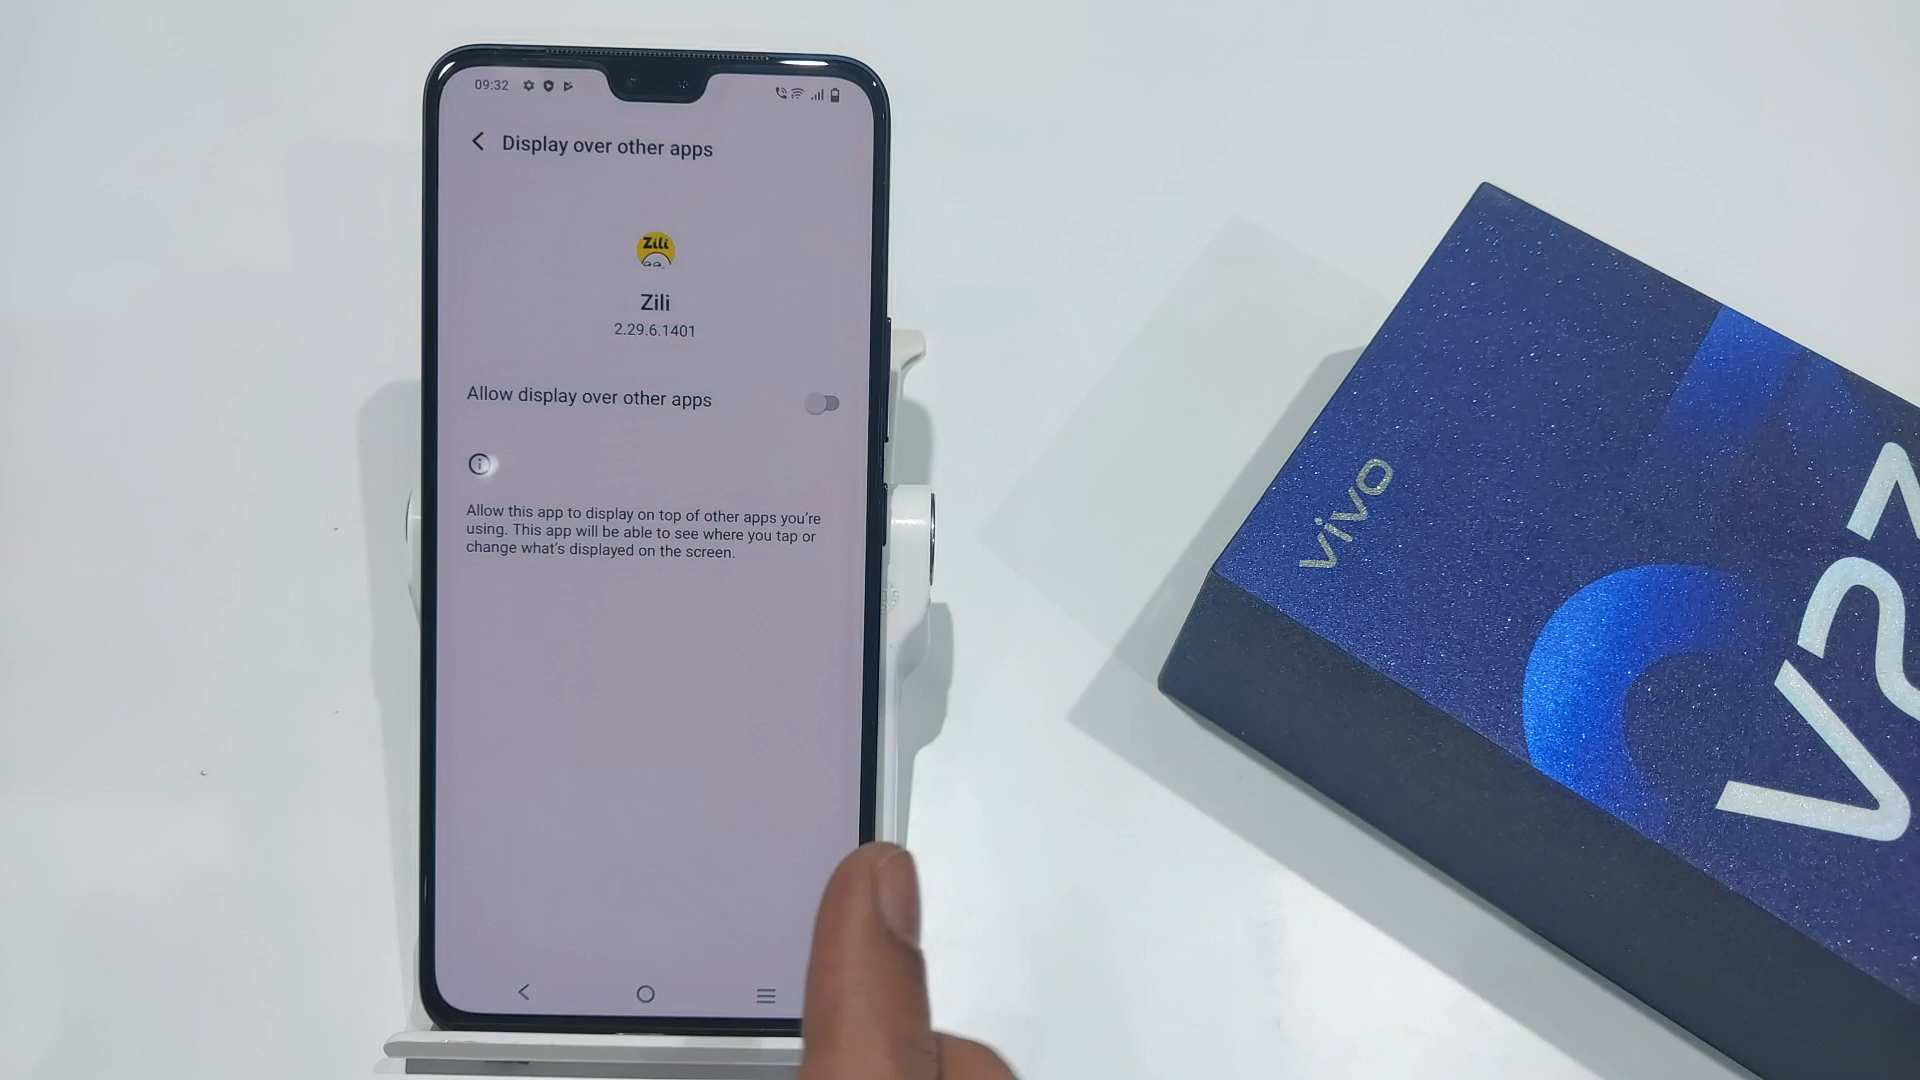 09:32
Display over other apps
Zili
Zili
2.29.6.1401
Allow display over other apps
Allow this app to display on top of other apps you're
using. This app will be able to see where you tap or
change what's displayed on the screen.
vivo